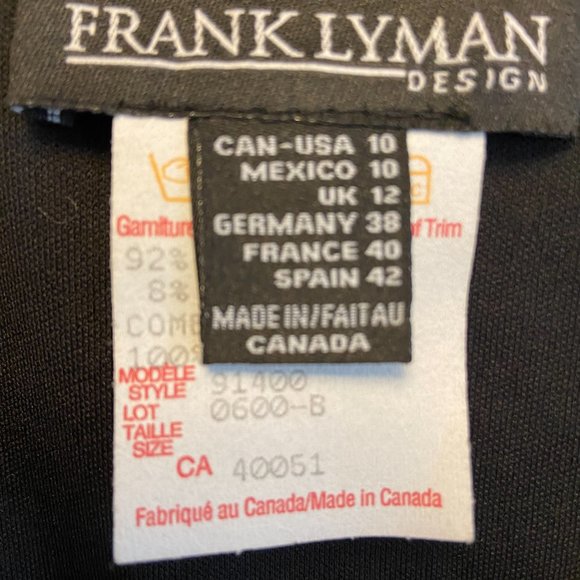 FRANK LYMAN
DESIGN
CAN-USA 10
MEXICO 10
UK 12
GERMANY 38
FRANCE 40
SPAIN 42
MADE IN/FAIT AU
CANADA
Garniture
of Trim
92%
8%
COMB
100%
MODÈLE
STYLE 91400
LOT 0600-B
TAILLE
SIZE
CA 40051
Fabriqué au Canada/Made in Canada